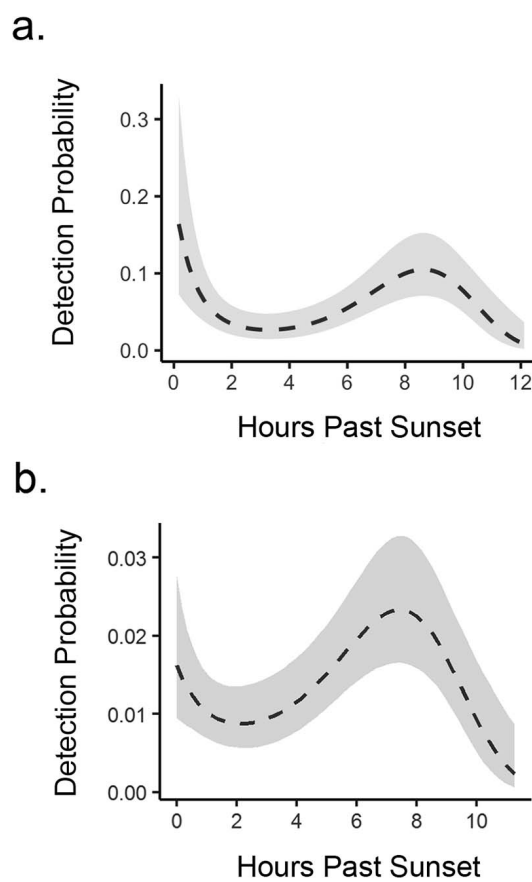 a.
Detection Probability
0.3
0.2
0.1
0.0
0 2 4 6 8 10 12
Hours Past Sunset
b.
Detection Probability
0.03
0.02
0.01
0.00
0 2 4 6 8 10
Hours Past Sunset